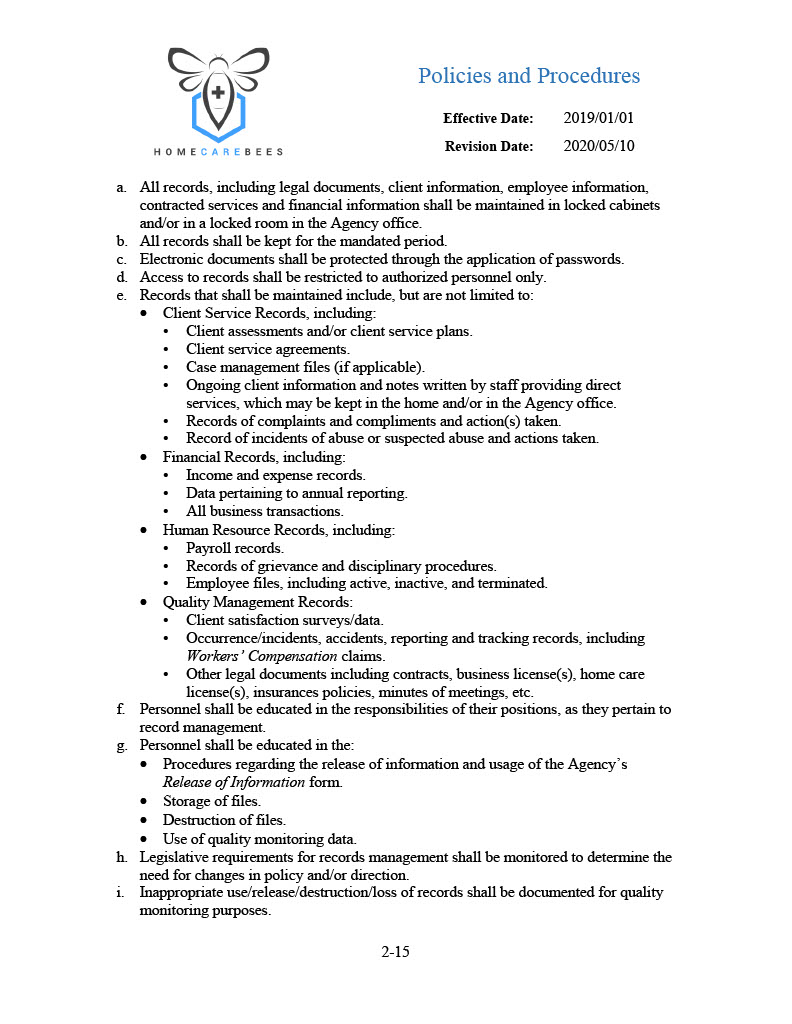 Policies and Procedures
Effective Date: 2019/01/01
Revision Date: 2020/05/10
HOMECAREBEES
a. All records, including legal documents, client information, employee information,
contracted services and financial information shall be maintained in locked cabinets
and/or in a locked room in the Agency office.
b. All records shall be kept for the mandated period.
c. Electronic documents shall be protected through the application of passwords.
d. Access to records shall be restricted to authorized personnel only.
e. Records that shall be maintained include, but are not limited to:
• Client Service Records, including:
• Client assessments and/or client service plans.
• Client service agreements.
• Case management files (if applicable).
• Ongoing client information and notes written by staff providing direct
services, which may be kept in the home and/or in the Agency office.
• Records of complaints and compliments and action(s) taken.
• Record of incidents of abuse or suspected abuse and actions taken.
• Financial Records, including:
• Income and expense records.
• Data pertaining to annual reporting.
• All business transactions.
• Human Resource Records, including:
• Payroll records.
• Records of grievance and disciplinary procedures.
• Employee files, including active, inactive, and terminated.
• Quality Management Records:
• Client satisfaction surveys/data.
• Occurrence/incidents, accidents, reporting and tracking records, including
Workers’ Compensation claims.
• Other legal documents including contracts, business license(s), home care
license(s), insurances policies, minutes of meetings, etc.
f. Personnel shall be educated in the responsibilities of their positions, as they pertain to
record management.
g. Personnel shall be educated in the:
• Procedures regarding the release of information and usage of the Agency’s
Release of Information form.
• Storage of files.
• Destruction of files.
• Use of quality monitoring data.
h. Legislative requirements for records management shall be monitored to determine the
need for changes in policy and/or direction.
i. Inappropriate use/release/destruction/loss of records shall be documented for quality
monitoring purposes.
2-15